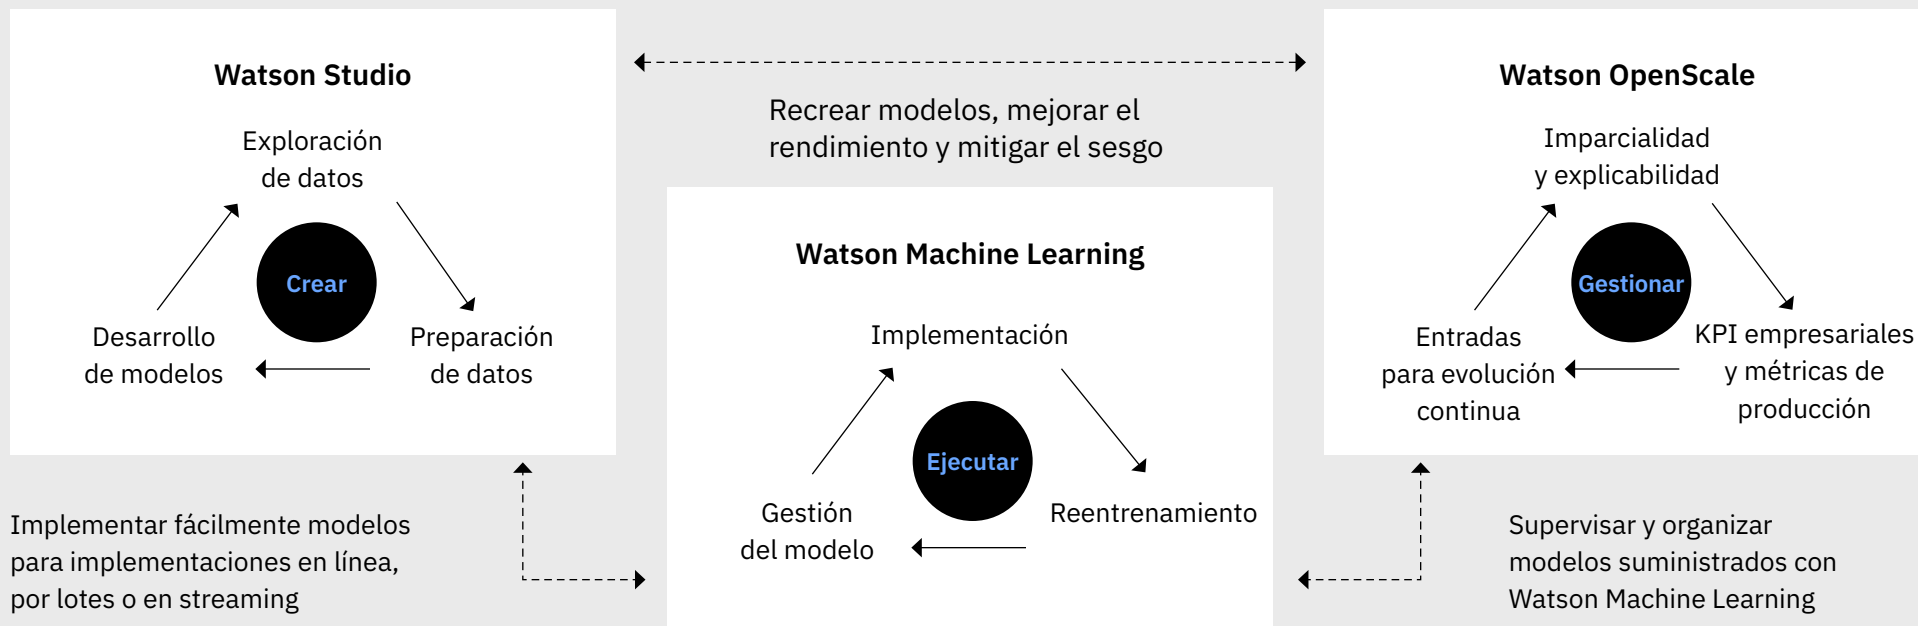 Watson Studio
Exploración
de datos
Crear
Desarrollo
de modelos
Preparación
de datos
Recrear modelos, mejorar el
rendimiento y mitigar el sesgo
Watson Machine Learning
Implementación
Ejecutar
Gestión
del modelo
Reentrenamiento
Watson OpenScale
Imparcialidad
y explicabilidad
Gestionar
Entradas
para evolución
continua
KPI empresariales
y métricas de
producción
Implementar fácilmente modelos
para implementaciones en línea,
por lotes o en streaming
Supervisar y organizar
modelos suministrados con
Watson Machine Learning